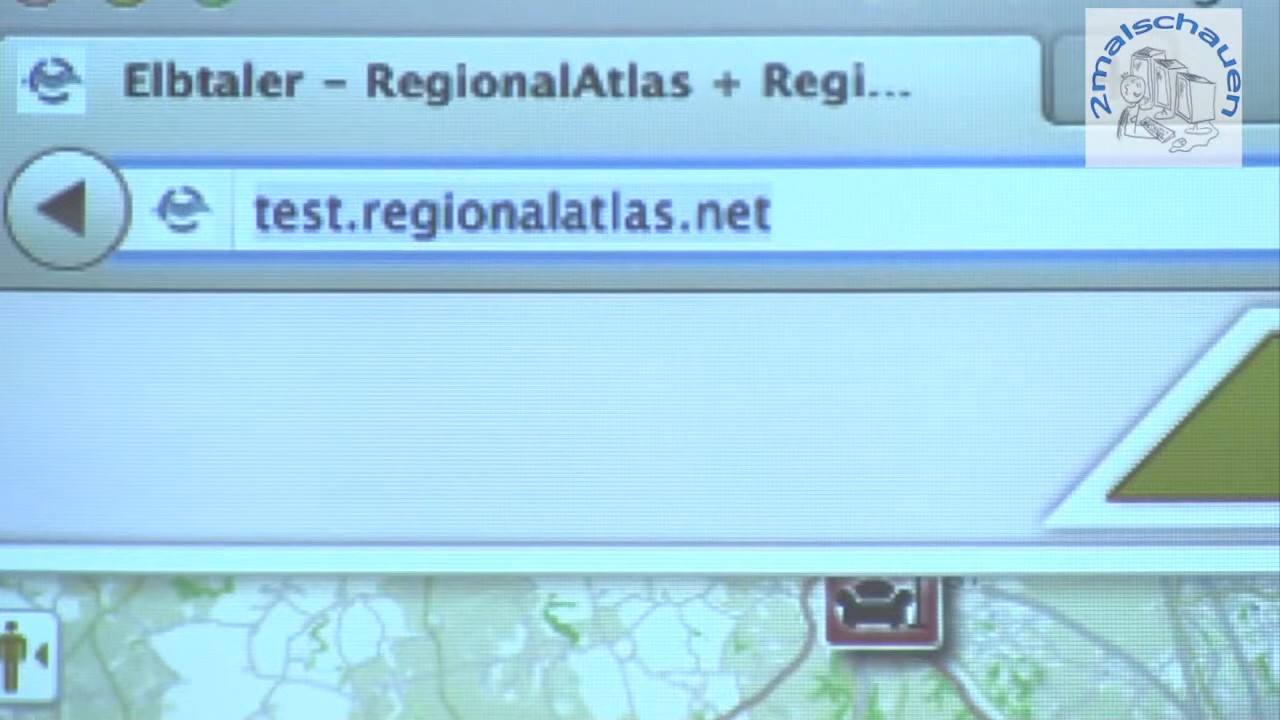 Elbtaler – RegionalAtlas + Regi...
2malschauen
test.regionalatlas.net